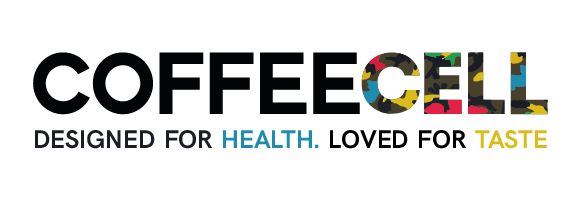 COFFEECELL
DESIGNED FOR HEALTH. LOVED FOR TASTE